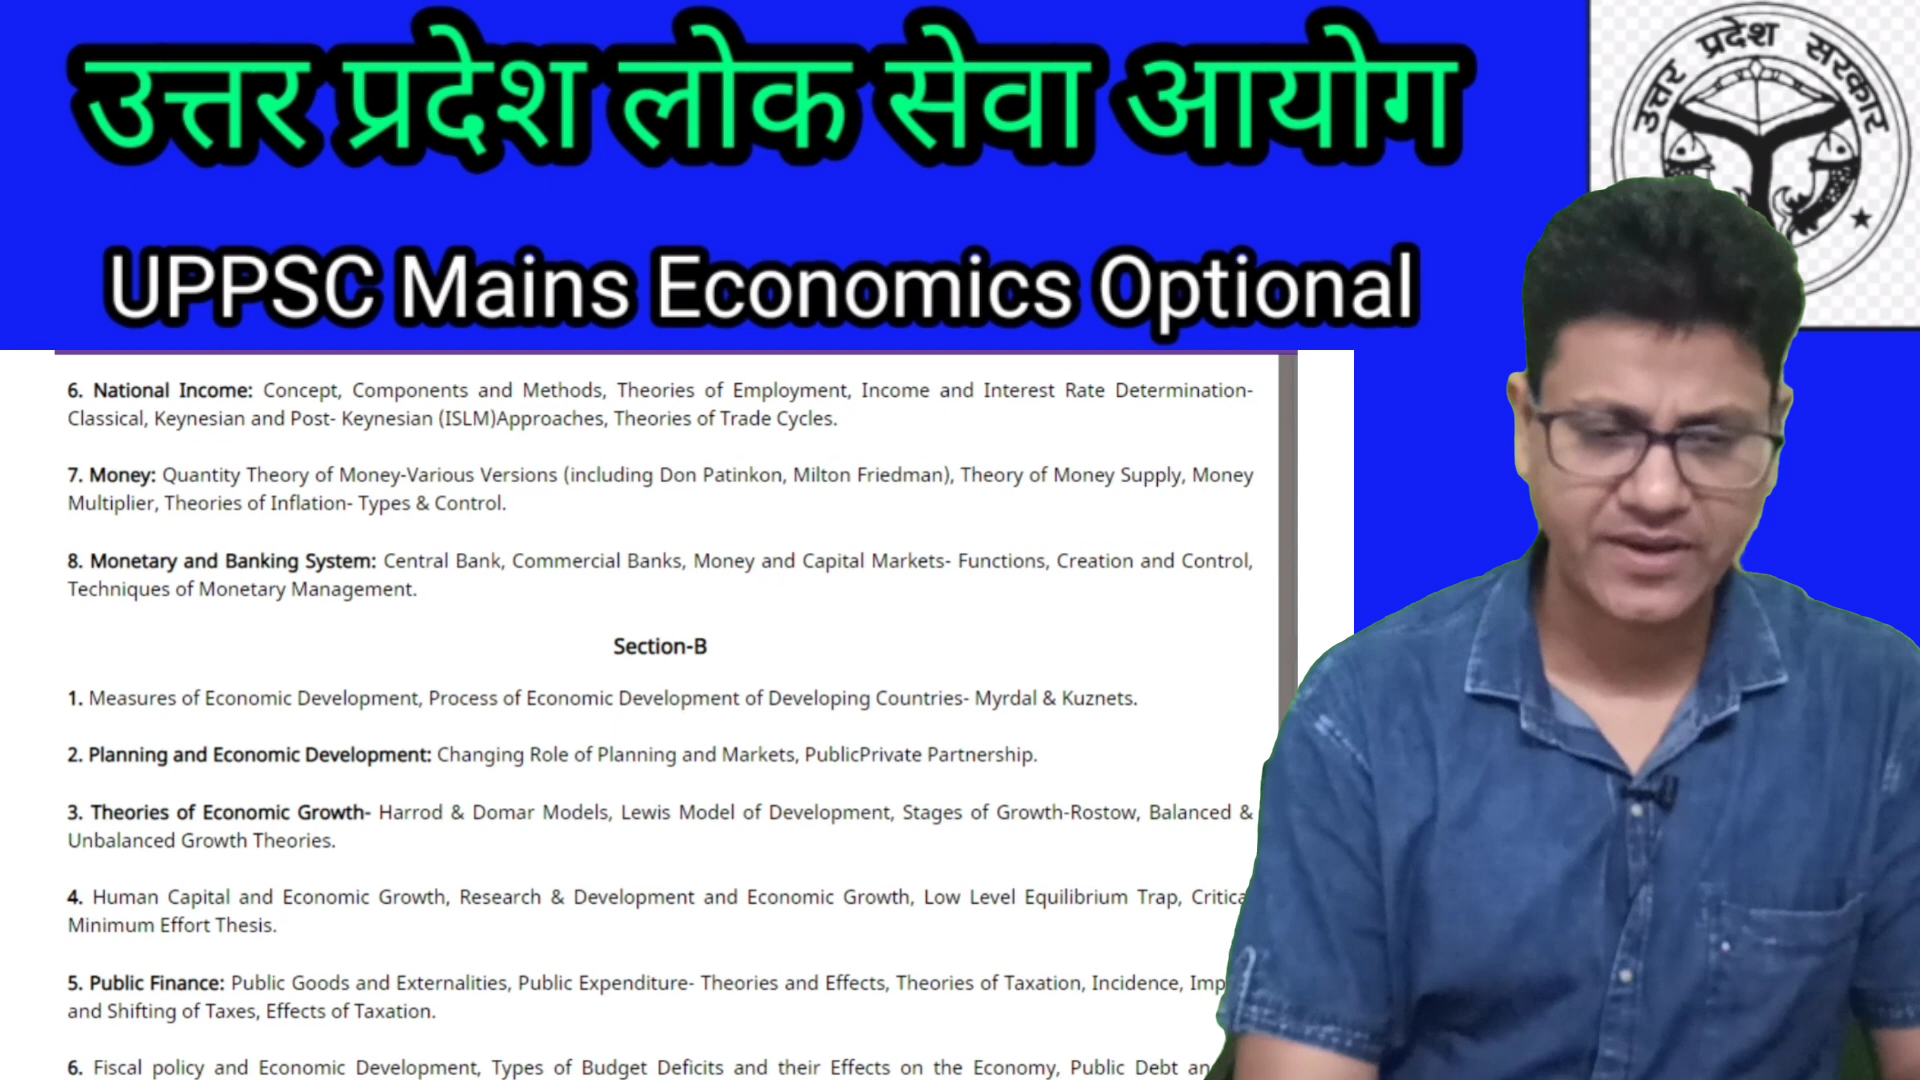 उत्तर प्रदेश लोक सेवा आयोग
उत्तर प्रदेश सरकार
UPPSC Mains Economics Optional
6. National Income: Concept, Components and Methods, Theories of Employment, Income and Interest Rate Determination-
Classical, Keynesian and Post- Keynesian (ISLM)Approaches, Theories of Trade Cycles.
7. Money: Quantity Theory of Money-Various Versions (including Don Patinkon, Milton Friedman), Theory of Money Supply, Money
Multiplier, Theories of Inflation- Types & Control.
8. Monetary and Banking System: Central Bank, Commercial Banks, Money and Capital Markets- Functions, Creation and Control,
Techniques of Monetary Management.
Section-B
1. Measures of Economic Development, Process of Economic Development of Developing Countries- Myrdal & Kuznets.
2. Planning and Economic Development: Changing Role of Planning and Markets, PublicPrivate Partnership.
3. Theories of Economic Growth- Harrod & Domar Models, Lewis Model of Development, Stages of Growth-Rostow, Balanced &
Unbalanced Growth Theories.
4. Human Capital and Economic Growth, Research & Development and Economic Growth, Low Level Equilibrium Trap,
Minimum Effort Thesis.
5. Public Finance: Public Goods and Externalities, Public Expenditure- Theories and Effects, Theories of Taxation, Incidence,
and Shifting of Taxes, Effects of Taxation.
6. Fiscal policy and Economic Development, Types of Budget Deficits and their Effects on the Economy, Public Debt